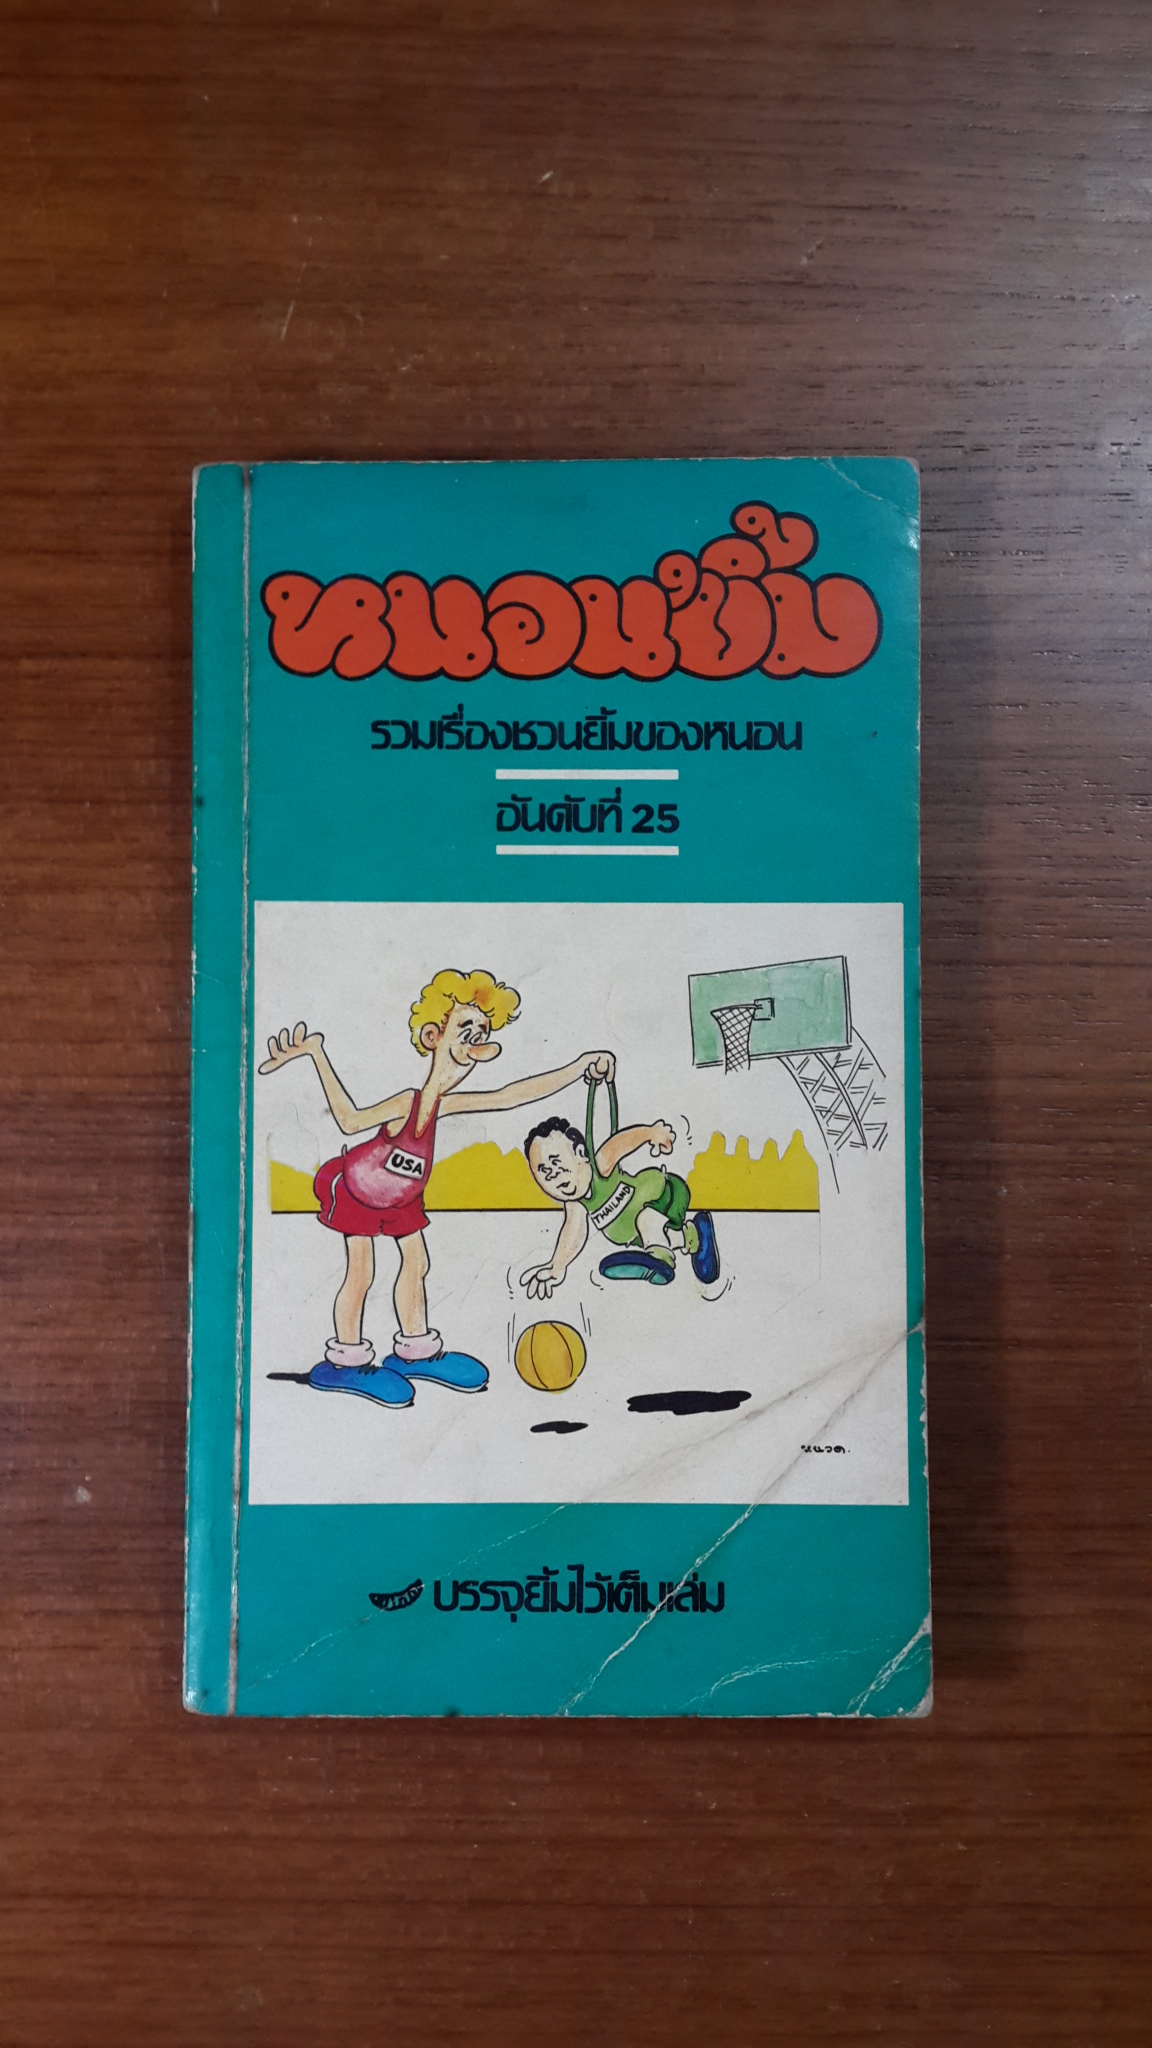 หนอนยิ้ม
รวมเรื่องชวนยิ้มของหนอน
อันดับที่ 25
USA
THAILAND
บรรจุยิ้มไว้เต็มเล่ม